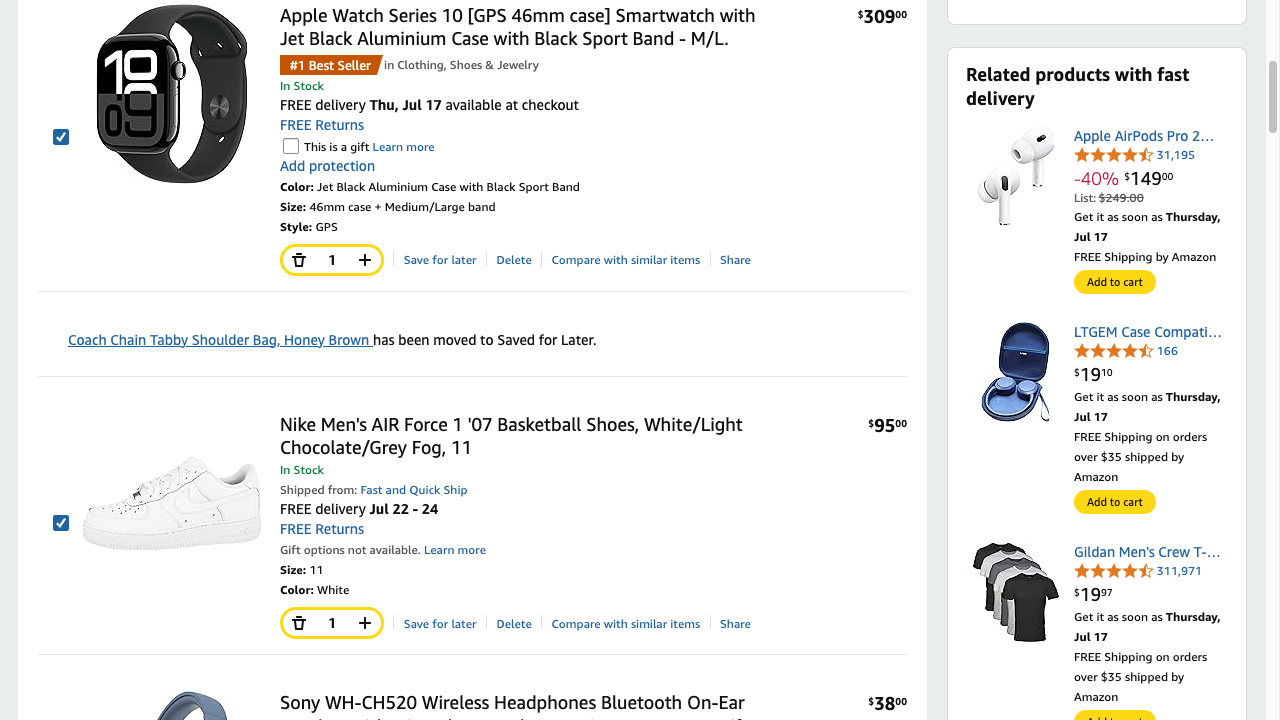 Apple Watch Series 10 [GPS 46mm case] Smartwatch with
Jet Black Aluminium Case with Black Sport Band - M/L.
$309.00
#1 Best Seller in Clothing, Shoes & Jewelry
In Stock
FREE delivery Thu, Jul 17 available at checkout
FREE Returns
This is a gift Learn more
Add protection
Color: Jet Black Aluminium Case with Black Sport Band
Size: 46mm case + Medium/Large band
Style: GPS
1 Save for later Delete Compare with similar items Share
Coach Chain Tabby Shoulder Bag, Honey Brown has been moved to Saved for Later.
Nike Men's AIR Force 1 '07 Basketball Shoes, White/Light
Chocolate/Grey Fog, 11
$95.00
In Stock
Shipped from: Fast and Quick Ship
FREE delivery Jul 22 - 24
FREE Returns
Gift options not available. Learn more
Size: 11
Color: White
1 Save for later Delete Compare with similar items Share
Sony WH-CH520 Wireless Headphones Bluetooth On-Ear
$38.00
Related products with fast
delivery
Apple AirPods Pro 2...
31,195
-40% $149.00
List: $249.00
Get it as soon as Thursday,
Jul 17
FREE Shipping by Amazon
Add to cart
LTGEM Case Compati...
166
$19.10
Get it as soon as Thursday,
Jul 17
FREE Shipping on orders
over $35 shipped by
Amazon
Add to cart
Gildan Men's Crew T-...
311,971
$19.97
Get it as soon as Thursday,
Jul 17
FREE Shipping on orders
over $35 shipped by
Amazon